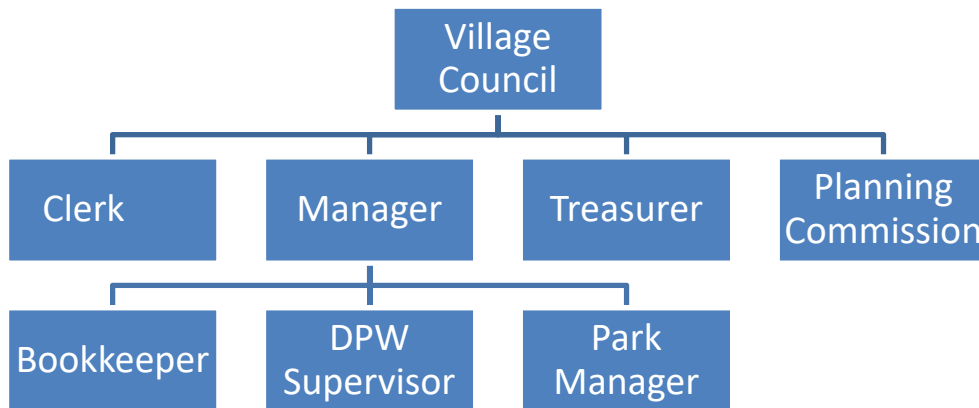 Village
Council
Clerk
Manager
Treasurer
Planning
Commission
Bookkeeper
DPW
Supervisor
Park
Manager